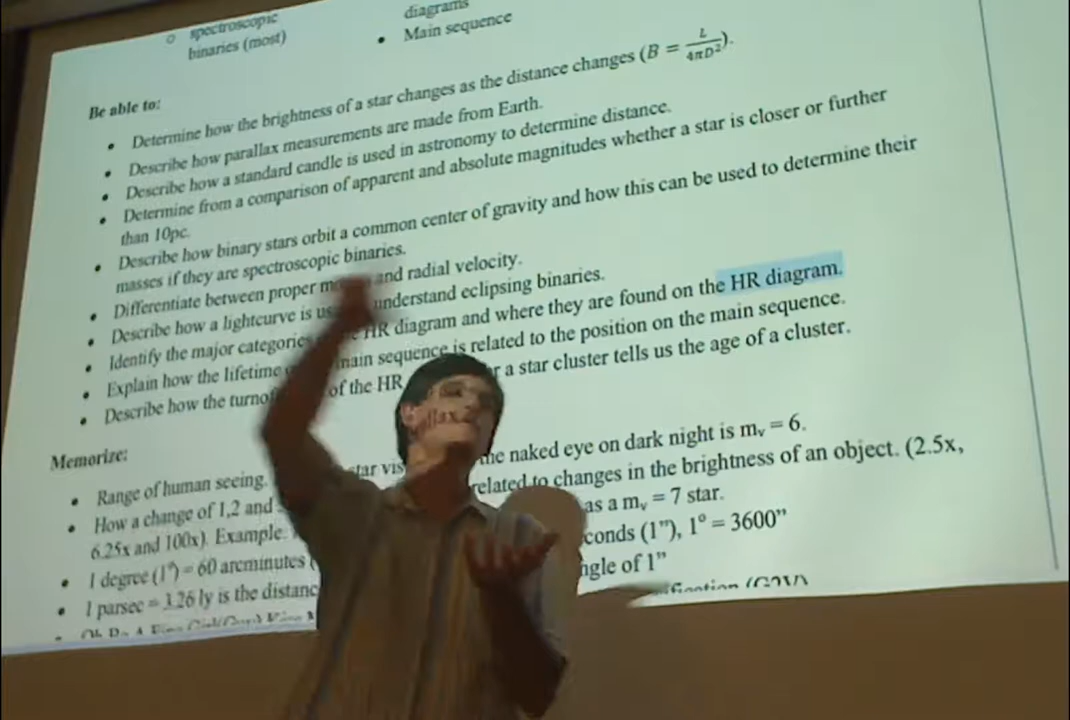 spectroscopic
binaries (most)
diagrams
Main sequence
Be able to:
Determine how the brightness of a star changes as the distance changes (B = L/4πD²).
Describe how parallax measurements are made from Earth.
Describe how a standard candle is used in astronomy to determine distance.
Determine from a comparison of apparent and absolute magnitudes whether a star is closer or further
than 10pc.
Describe how binary stars orbit a common center of gravity and how this can be used to determine their
masses if they are spectroscopic binaries.
Differentiate between proper and radial velocity.
Describe how a lightcurve is understand eclipsing binaries.
Identify the major HR diagram and where they are found on the HR diagram.
Explain how the lifetime main sequence is related to the position on the main sequence.
Describe how the of the HR a star cluster tells us the age of a cluster.
Memorize:
Range of human seeing. the naked eye on dark night is mv = 6.
How a change of 1,2 and related to changes in the brightness of an object. (2.5x,
6.25x and 100x). Example: as a mv = 7 star.
1 degree (1°) = 60 arcminutes (1"), 1° = 3600"
1 parsec = 3.26 ly is the of 1"
(G2V)